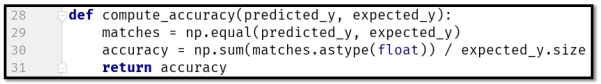 28 def compute_accuracy(predicted_y, expected_y):
29 matches = np.equal(predicted_y, expected_y)
30 accuracy = np.sum(matches.astype(float)) / expected_y.size
31 return accuracy